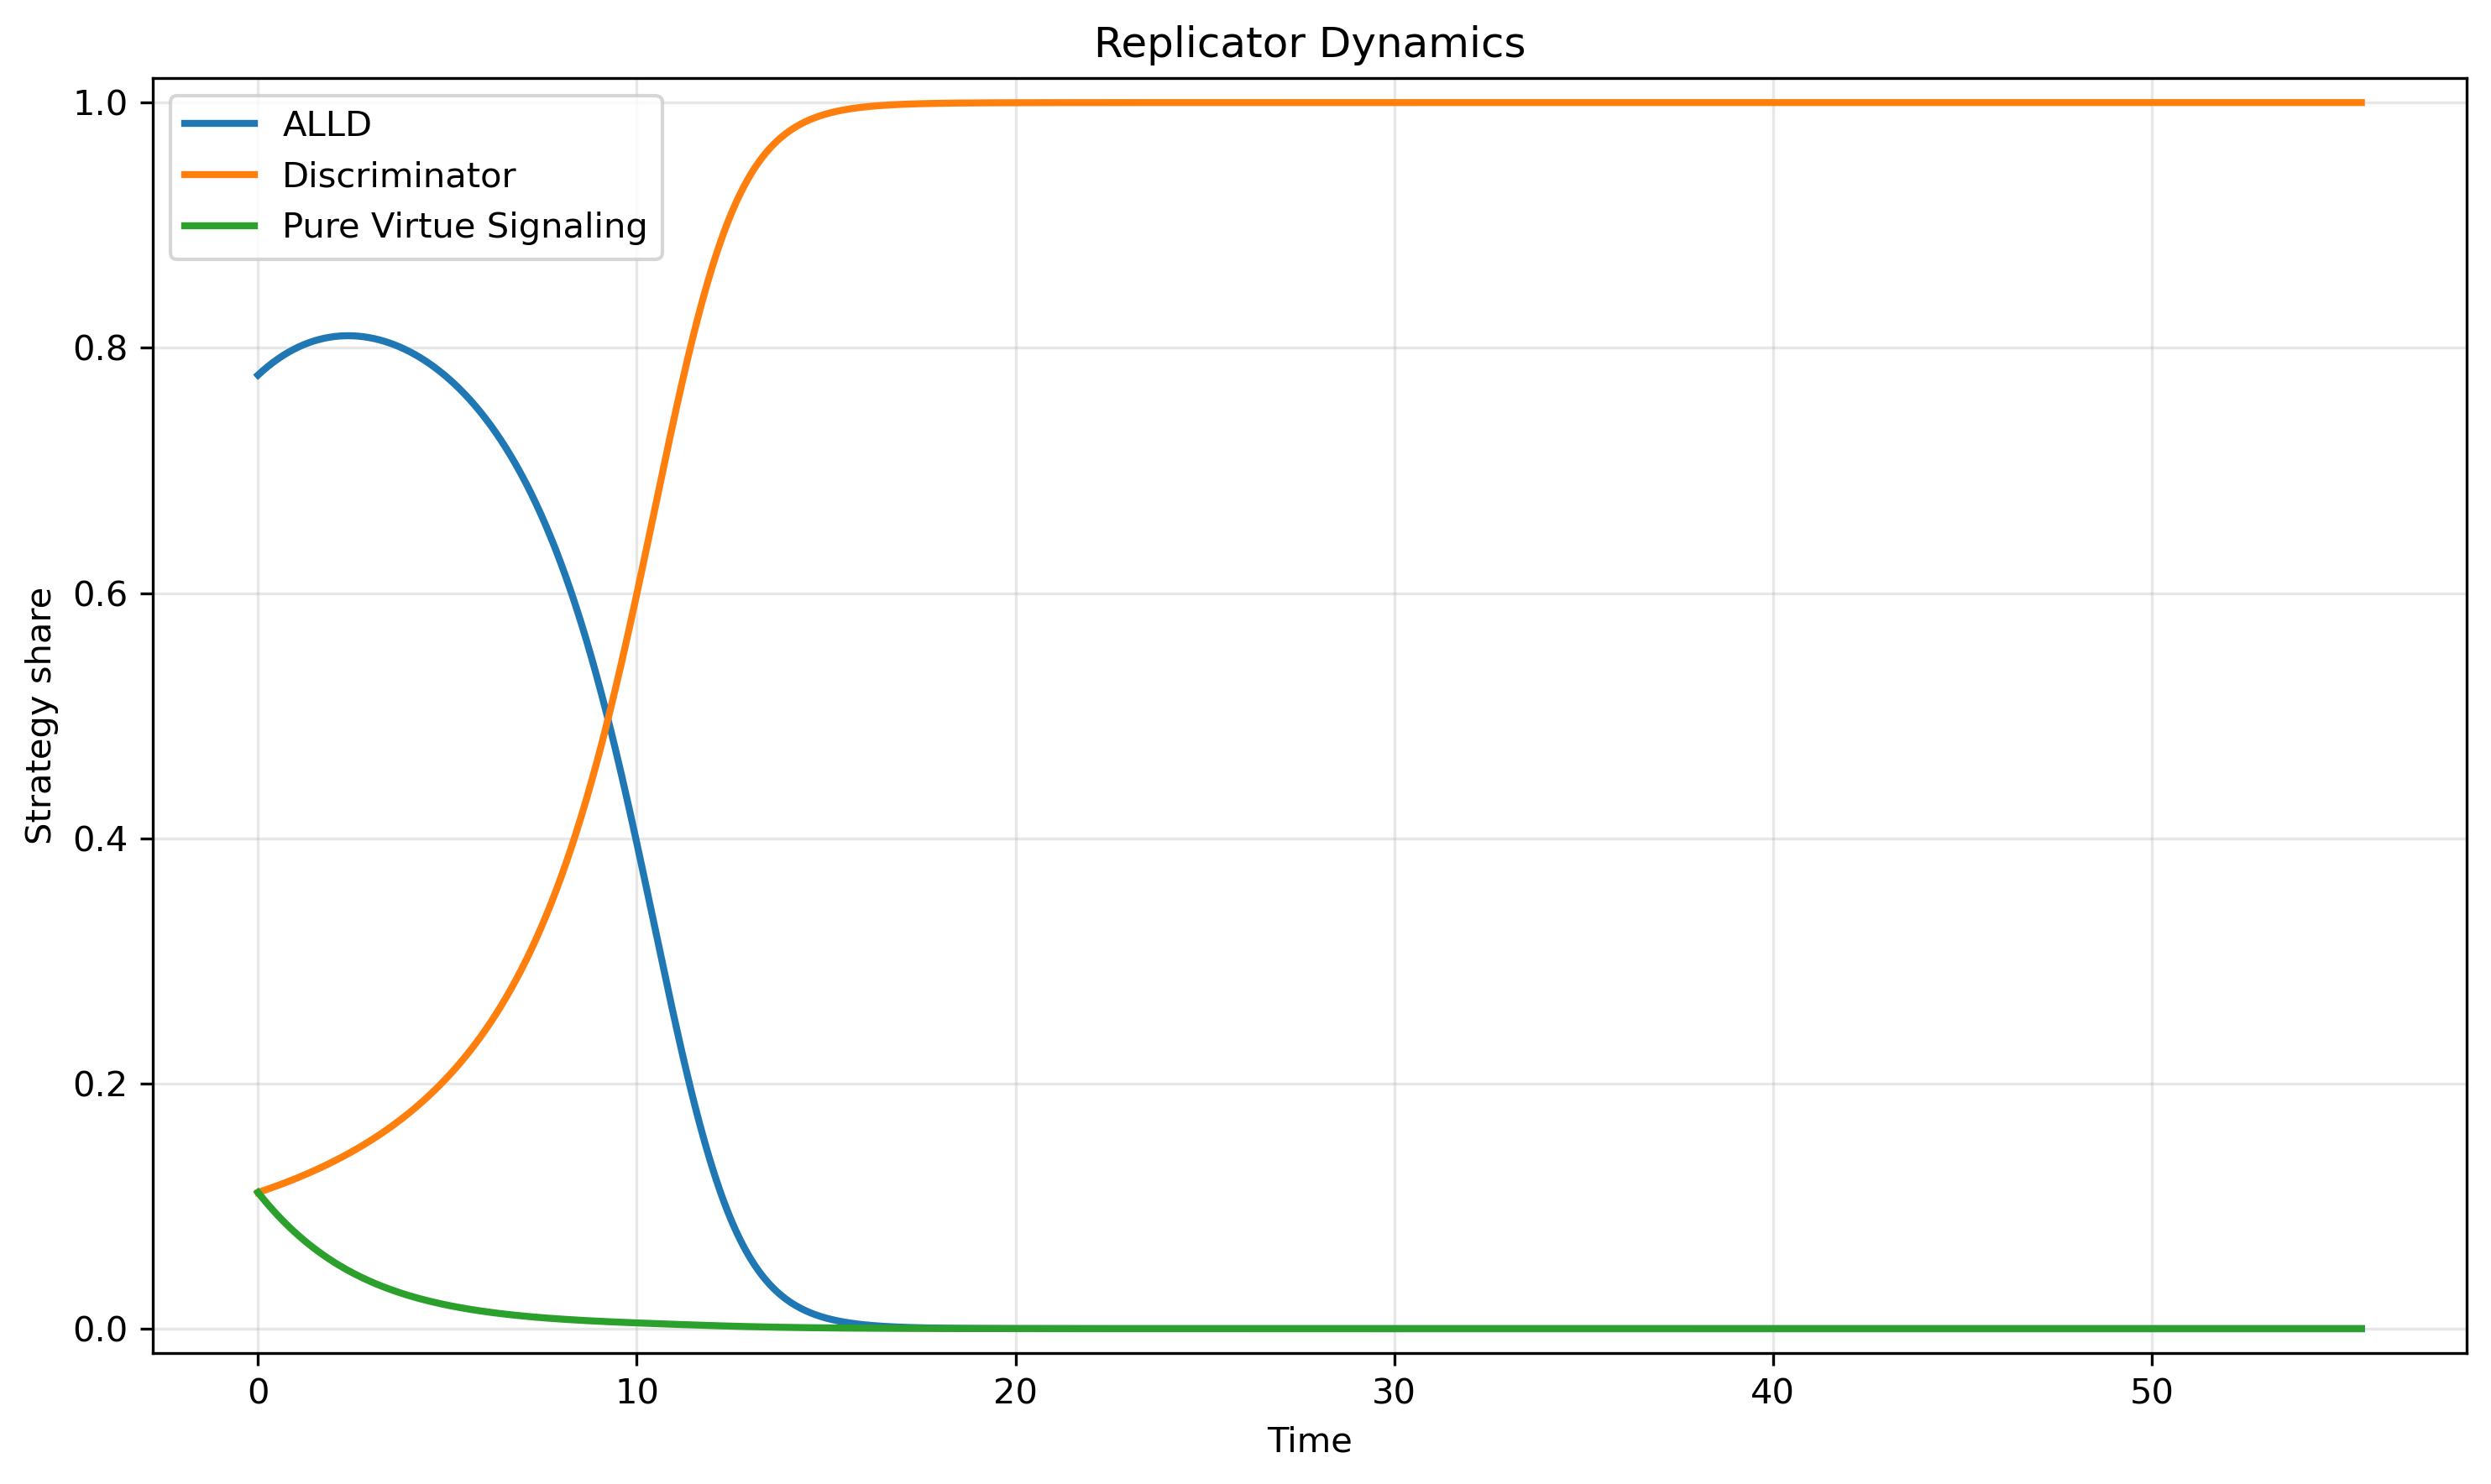 Replicator Dynamics
ALLD
Discriminator
Pure Virtue Signaling
Strategy share
1.0
0.8
0.6
0.4
0.2
0.0
0 10 20 30 40 50
Time